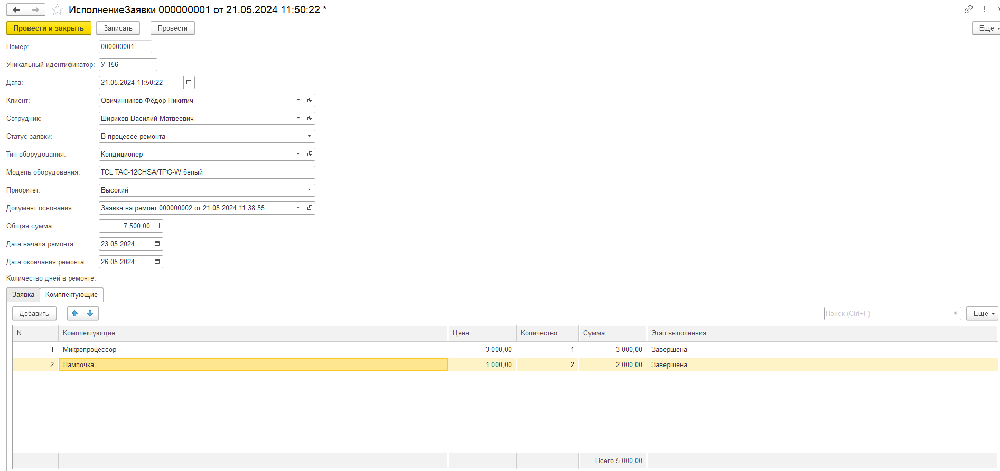 ИсполнениеЗаявки 000000001 от 21.05.2024 11:50:22 *
Провести и закрыть Записать Провести Еще
Номер: 000000001
Уникальный идентификатор: У-156
Дата: 21.05.2024 11:50:22
Клиент: Овичинников Фёдор Никитич
Сотрудник: Шириков Василий Матвеевич
Статус заявки: В процессе ремонта
Тип оборудования: Кондиционер
Модель оборудования: TCL TAC-12CHSA/TPG-W белый
Приоритет: Высокий
Документ основания: Заявка на ремонт 000000002 от 21.05.2024 11:38:55
Общая сумма: 7 500,00
Дата начала ремонта: 23.05.2024
Дата окончания ремонта: 26.05.2024
Количество дней в ремонте:
Заявка Комплектующие
Добавить Поиск (Ctrl+F) × Еще
N Комплектующие Цена Количество Сумма Этап выполнения
1 Микропроцессор 3 000,00 1 3 000,00 Завершена
2 Лампочка 1 000,00 2 2 000,00 Завершена
Всего 5 000,00